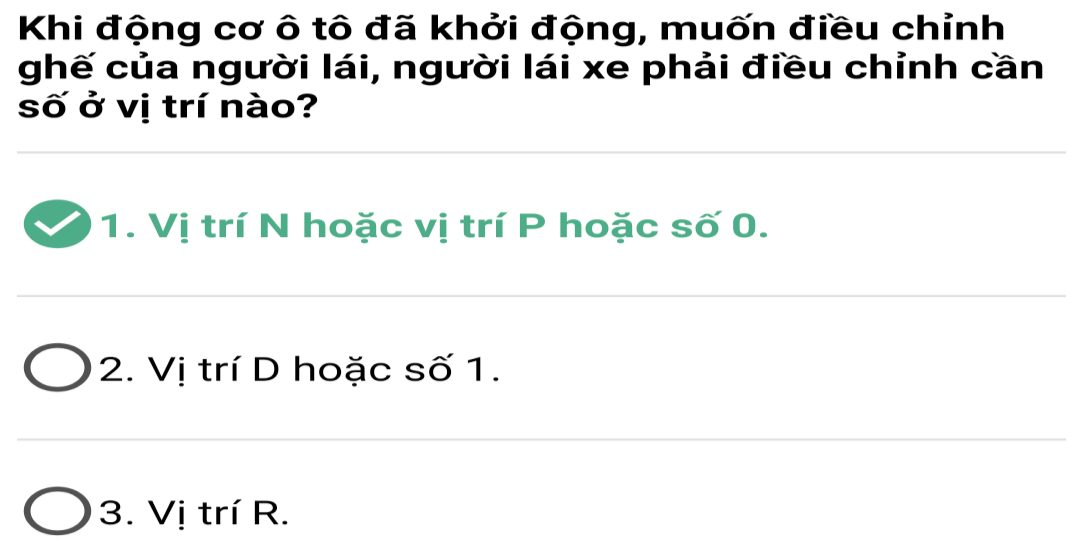 Khi động cơ ô tô đã khởi động, muốn điều chỉnh
ghế của người lái, người lái xe phải điều chỉnh cần
số ở vị trí nào?
1. Vị trí N hoặc vị trí P hoặc số 0.
2. Vị trí D hoặc số 1.
3. Vị trí R.